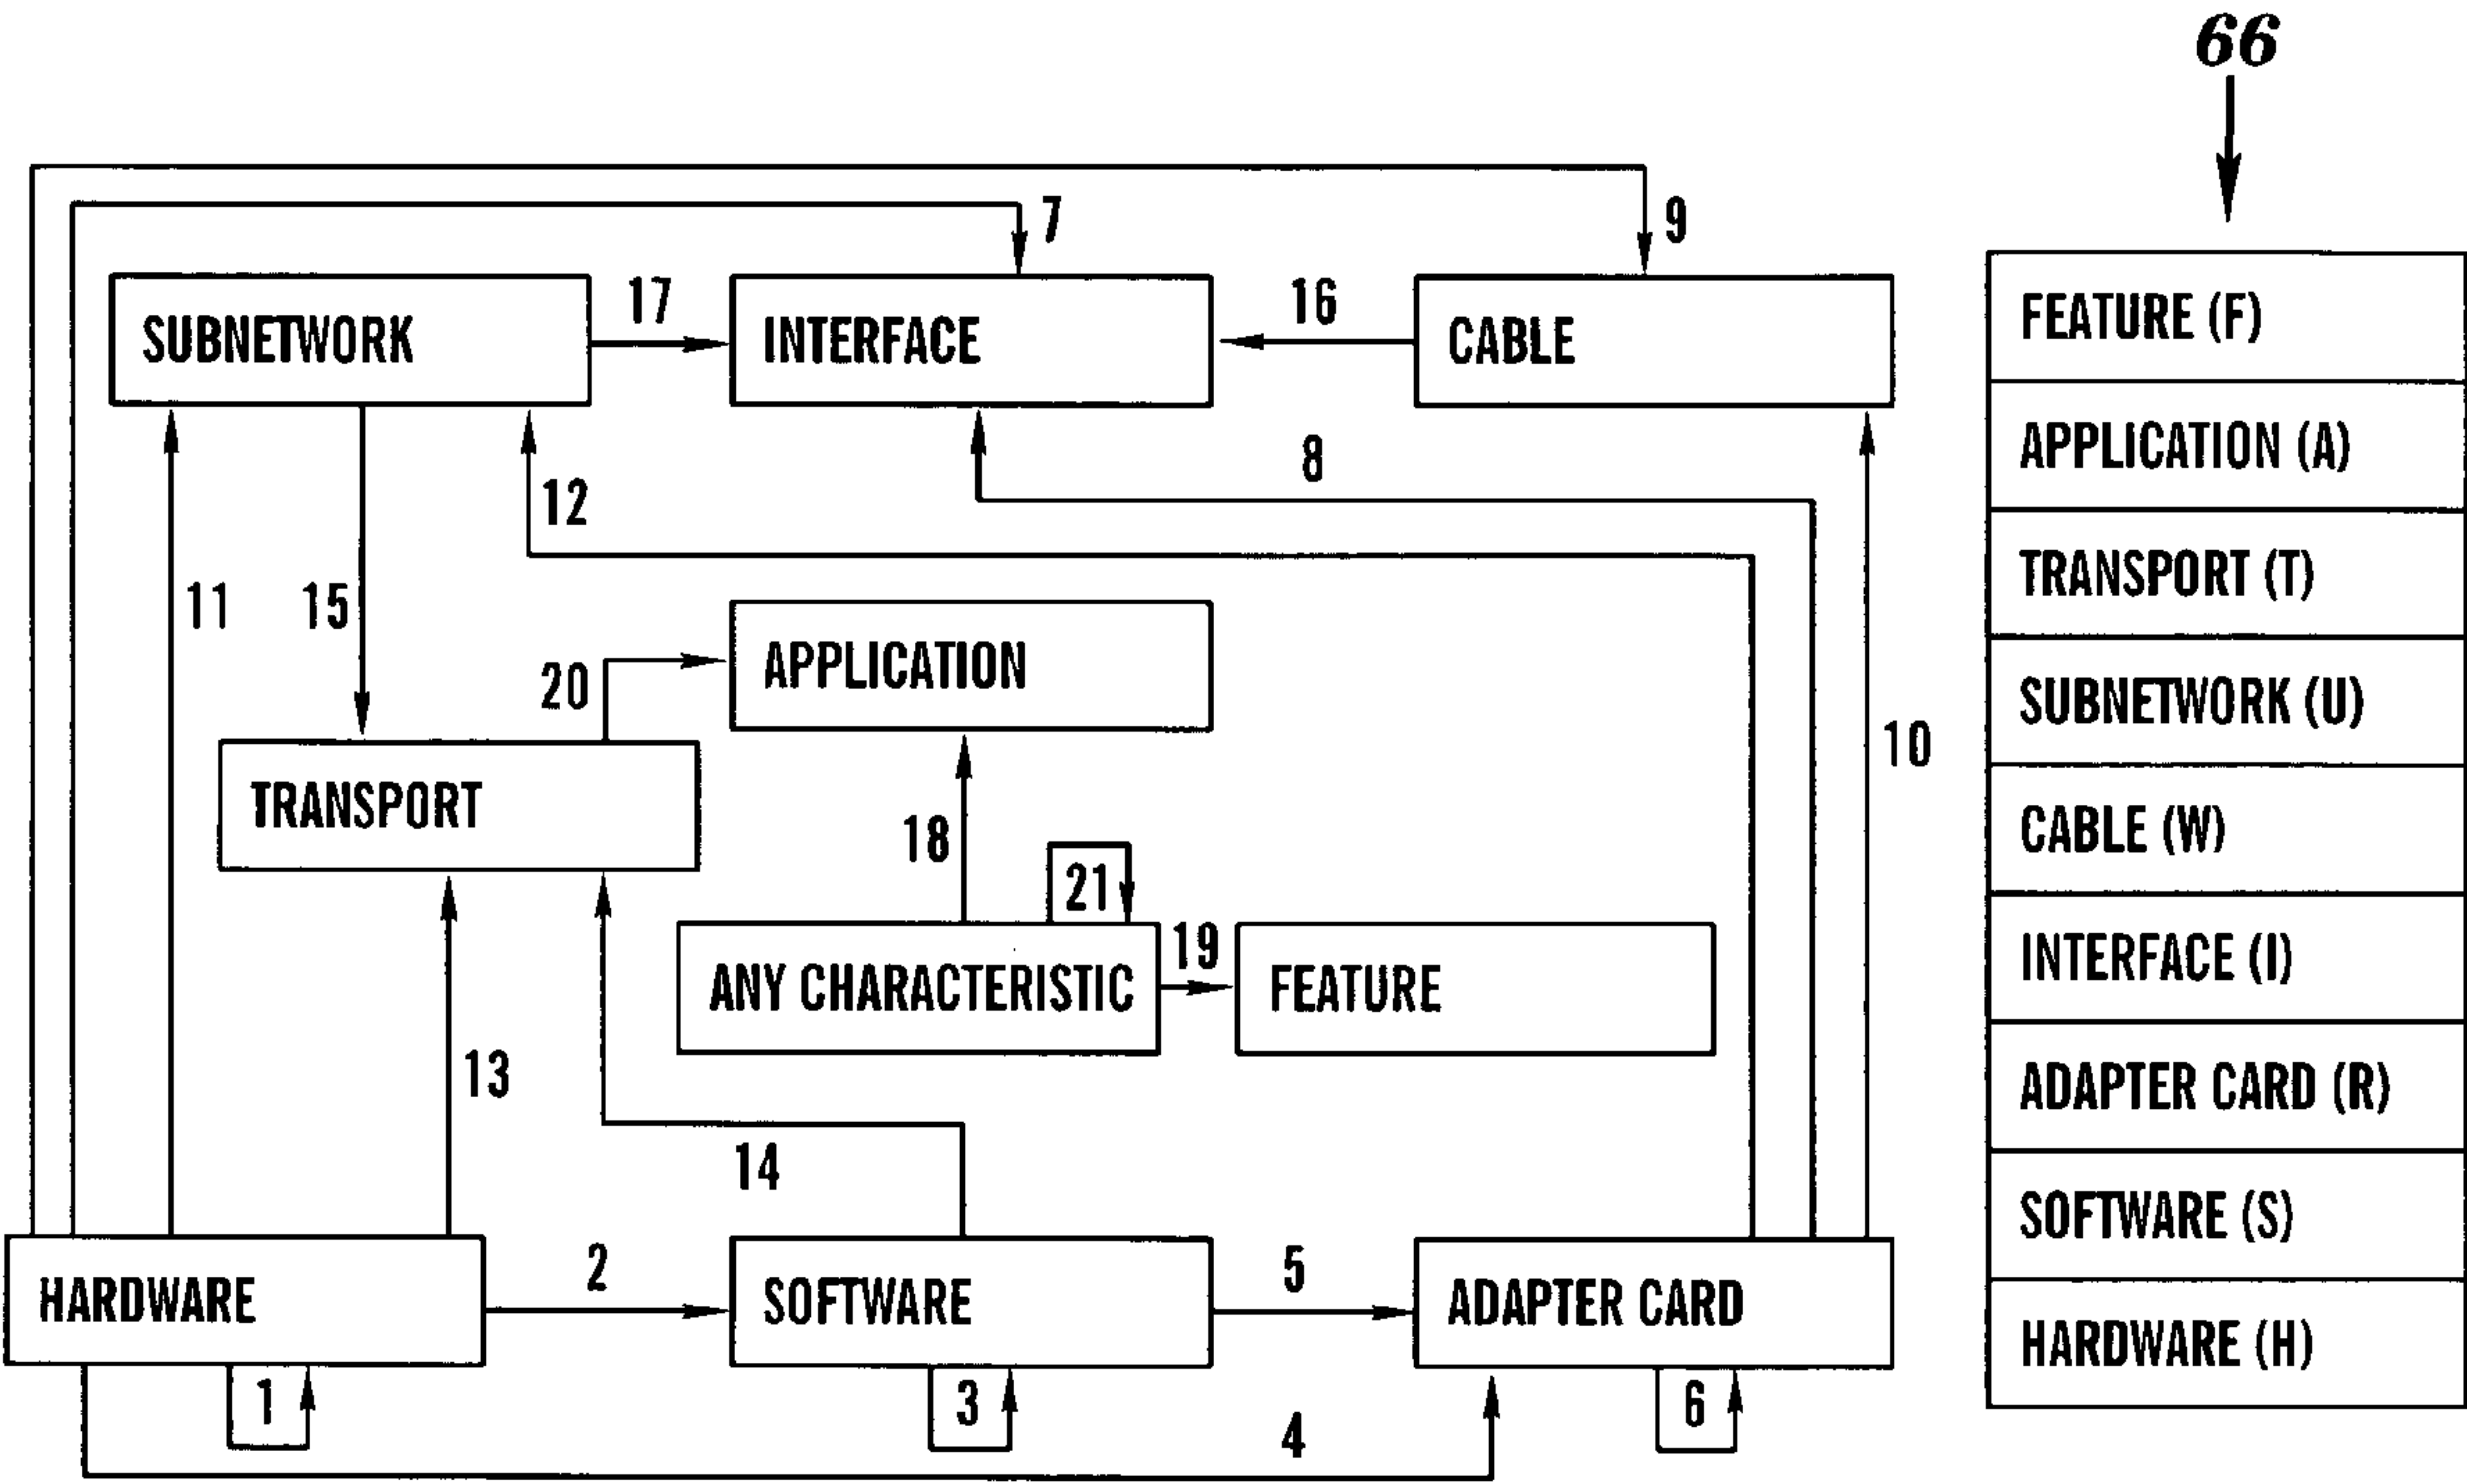 66
7
9
SUBNETWORK
17
INTERFACE
16
CABLE
8
12
11
15
APPLICATION
20
10
TRANSPORT
18
21
19
ANY CHARACTERISTIC
FEATURE
13
14
2
5
HARDWARE
SOFTWARE
ADAPTER CARD
1
3
6
4
FEATURE (F)
APPLICATION (A)
TRANSPORT (T)
SUBNETWORK (U)
CABLE (W)
INTERFACE (I)
ADAPTER CARD (R)
SOFTWARE (S)
HARDWARE (H)